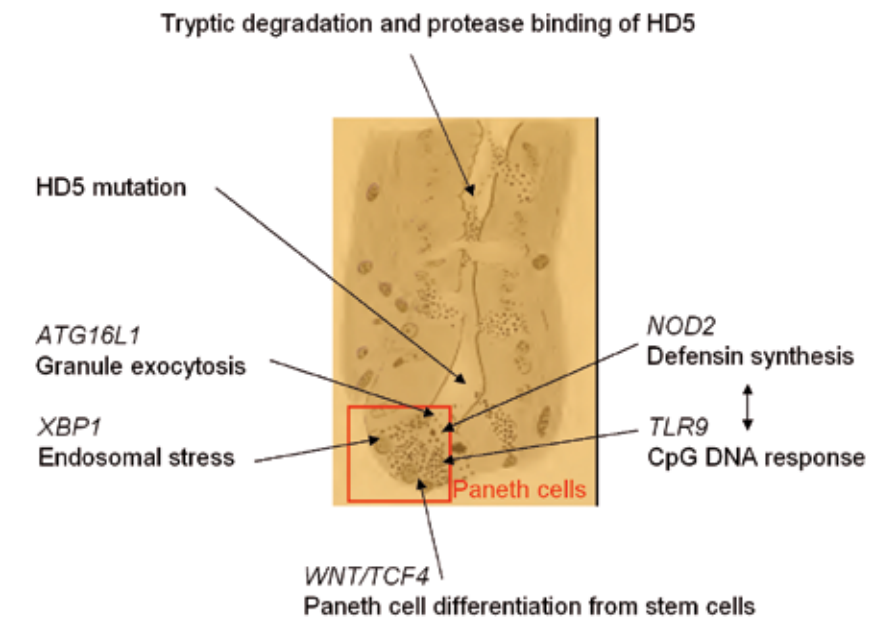 Tryptic degradation and protease binding of HD5
HD5 mutation
ATG16L1
Granule exocytosis
XBP1
Endosomal stress
NOD2
Defensin synthesis
TLR9
CpG DNA response
Paneth cells
WNT/TCF4
Paneth cell differentiation from stem cells